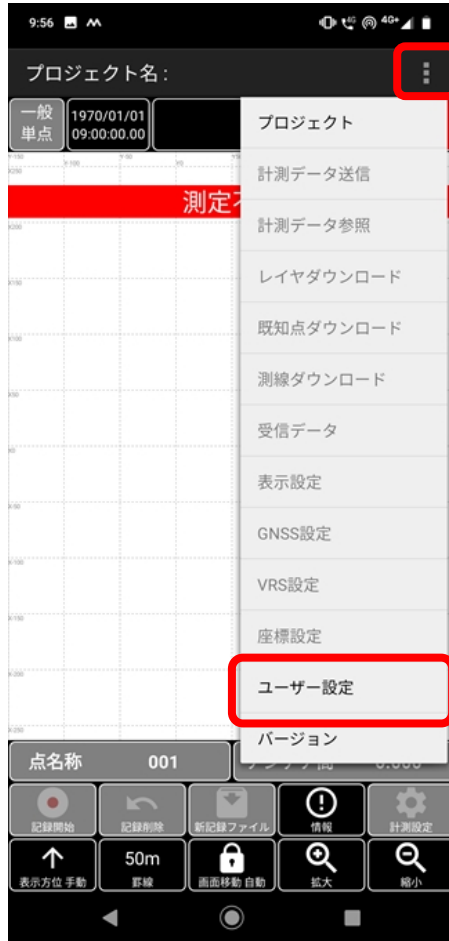 9:56
4G 4G+
プロジェクト名 :
一般
単点
1970/01/01
09:00:00.00
プロジェクト
計測データ送信
測定
計測データ参照
レイヤダウンロード
既知点ダウンロード
測線ダウンロード
受信データ
表示設定
GNSS設定
VRS設定
座標設定
ユーザー設定
バージョン
点名称 001
記録開始
記録削除
新記録ファイル
情報
計測設定
表示方位 手動
50m
罫線
画面移動 自動
拡大
縮小